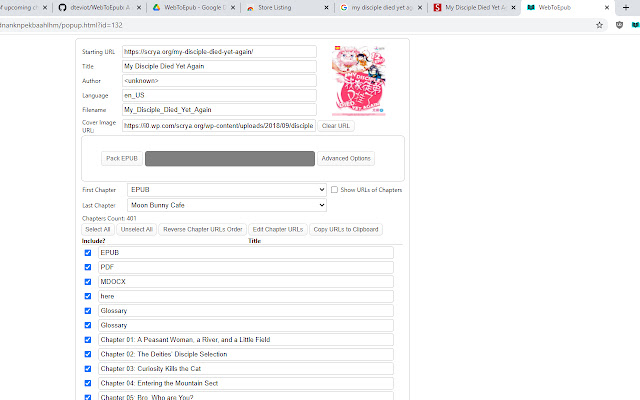 of upcoming ch
dteviot/WebToEpub: A
WebToEpub - Google D
Store Listing
my disciple died yet aga
My Disciple Died Yet A
WebToEpub
dnanknpekbaahlhm/popup.html?id=132
Starting URL https://scrya.org/my-disciple-died-yet-again/
Title My Disciple Died Yet Again
Author <unknown>
Language en_US
Filename My_Disciple_Died_Yet_Again
Cover Image URL: https://i0.wp.com/scrya.org/wp-content/uploads/2018/09/disciple Clear URL
Pack EPUB Advanced Options
First Chapter EPUB Show URLs of Chapters
Last Chapter Moon Bunny Cafe
Chapters Count: 401
Select All Unselect All Reverse Chapter URLs Order Edit Chapter URLs Copy URLs to Clipboard
Include? Title
EPUB
PDF
MDOCX
here
Glossary
Glossary
Chapter 01: A Peasant Woman, a River, and a Little Field
Chapter 02: The Deities' Disciple Selection
Chapter 03: Curiosity Kills the Cat
Chapter 04: Entering the Mountain Sect
Chapter 05: Bro, Who are You?